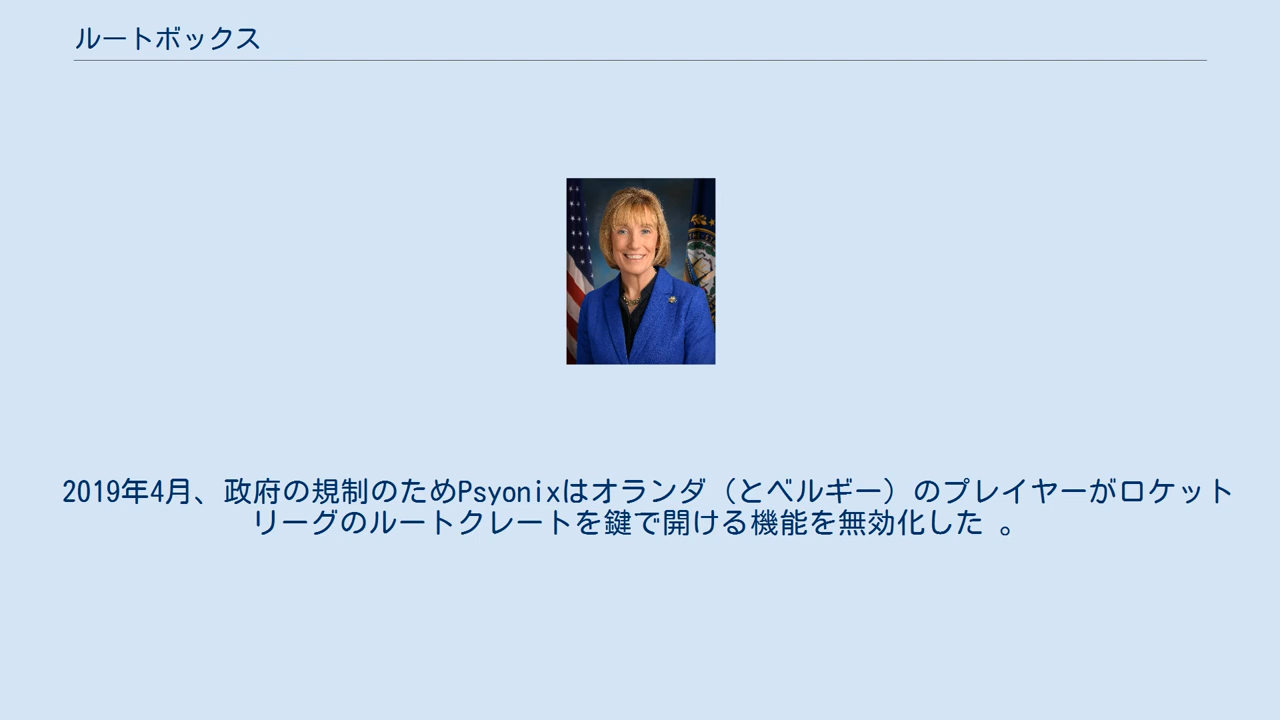 ルートボックス
2019年4月、政府の規制のためPsyonixはオランダ（とベルギー）のプレイヤーがロケット
リーグのルートクレートを鍵で開ける機能を無効化した 。